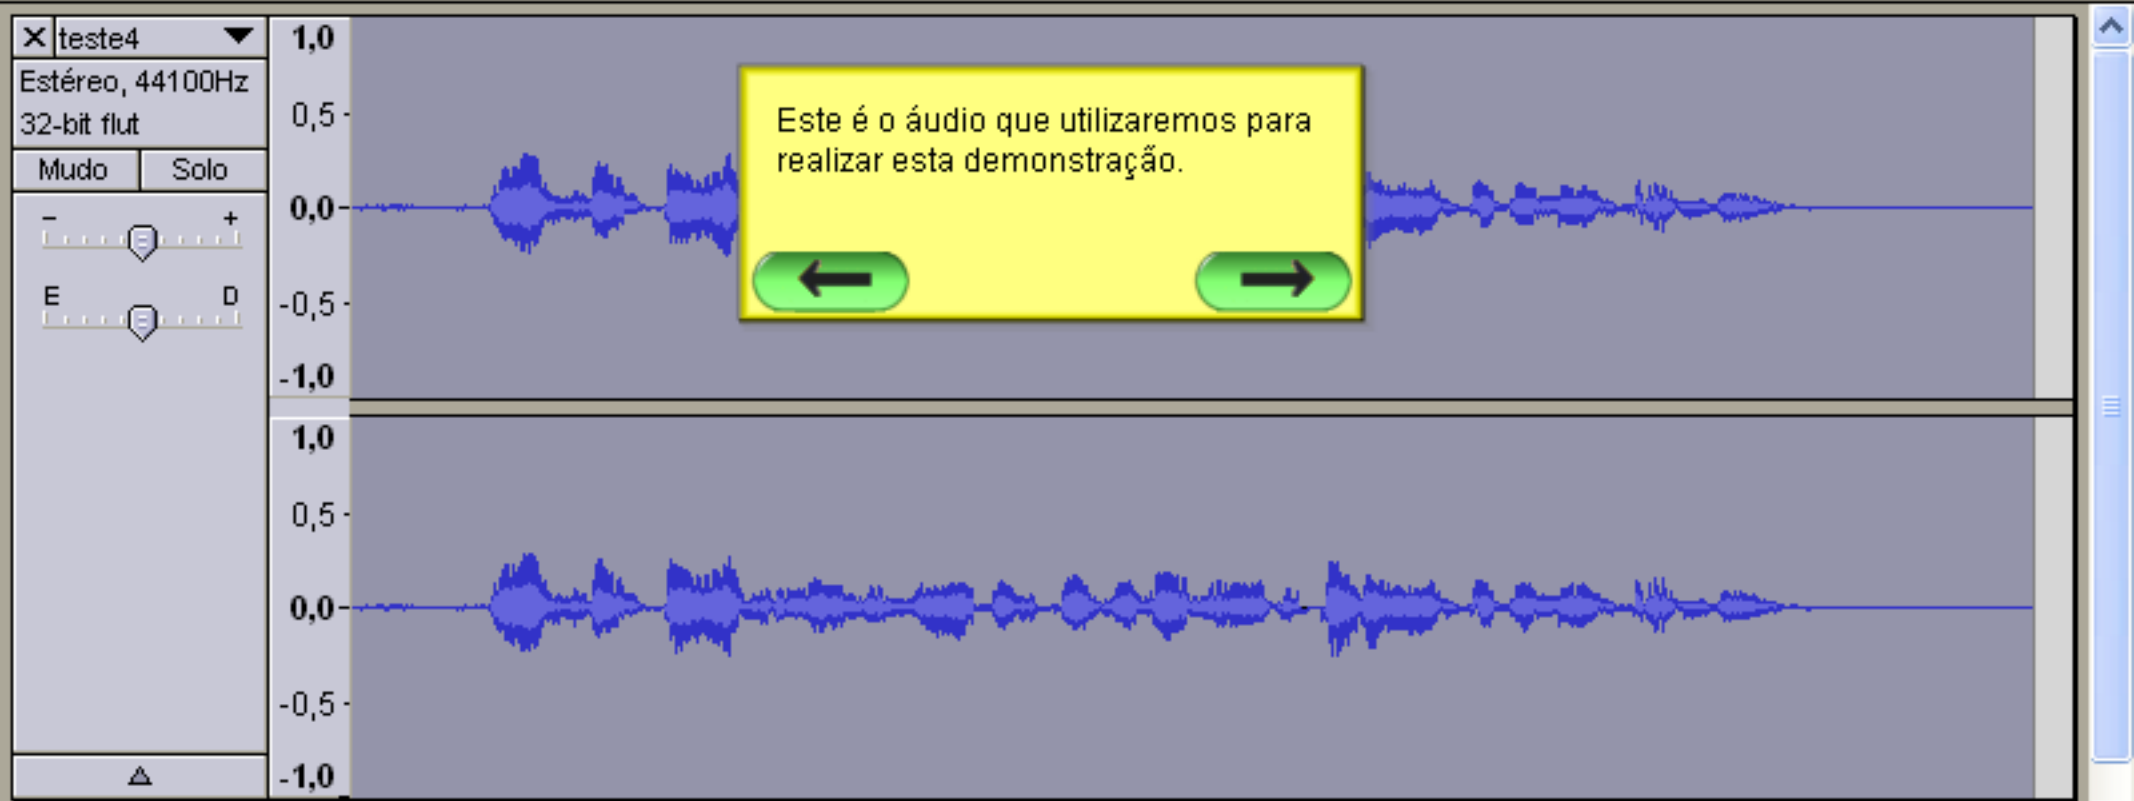 teste4
Estéreo, 44100Hz
32-bit flut
Mudo Solo
- +
E D
1,0
0,5
0,0
-0,5
-1,0
Este é o áudio que utilizaremos para
realizar esta demonstração.
1,0
0,5
0,0
-0,5
-1,0